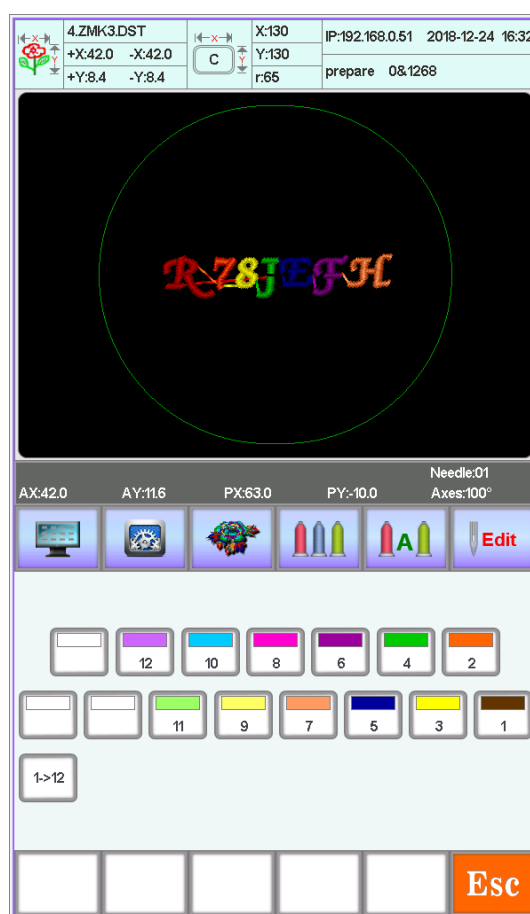 4.ZMK3.DST
+X:42.0 -X:42.0
+Y:8.4 -Y:8.4
X
Y
X
Y
C
X:130
Y:130
r:65
IP:192.168.0.51 2018-12-24 16:32
prepare 0&1268
RZ8JEFH
Needle:01
AX:42.0 AY:11.6 PX:63.0 PY:-10.0 Axes:100°
A
Edit
12 10 8 6 4 2
11 9 7 5 3 1
1->12
Esc